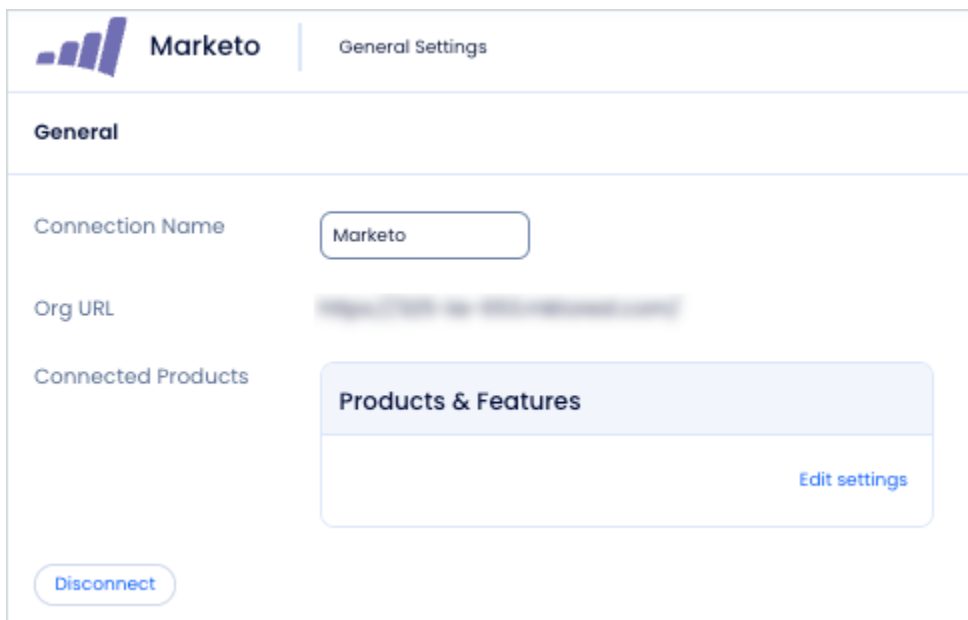 Marketo
General Settings
General
Connection Name
Marketo
Org URL
Connected Products
Products & Features
Edit settings
Disconnect